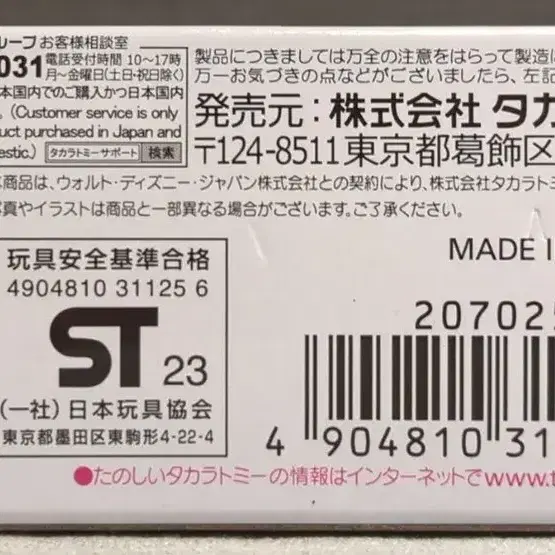 ループ お客様相談室
031
電話受付時間 10～17時
月～金曜日(土日・祝日除く)
本国内でのご購入かつ日本国内
(Customer service is only
duct purchased in Japan and
estic.) タカラトミーサポート 検索
製品につきましては万全の注意をはらって製造
万一お気づきの点などがございましたら、左記
発売元：株式会社 タカ
〒124-8511東京都葛飾区
商品は、ウォルト・ディズニー・ジャパン株式会社との契約により、株式会社タカラト
真やイラストは商品と一部異なる場合がございます。ご了承ください。
玩具安全基準合格
4904810 31125 6
ST 23
(一社)日本玩具協会
東京都墨田区東駒形4-22-4
MADE I
20702
4 904810 31
●たのしいタカラトミーの情報はインターネットでwww.t